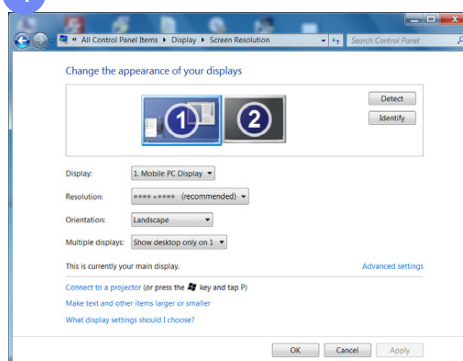 « All Control Panel Items ▸ Display ▸ Screen Resolution
Search Control Panel
Change the appearance of your displays
1
2
Detect
Identify
Display: 1. Mobile PC Display
Resolution: **** × **** (recommended)
Orientation: Landscape
Multiple displays: Show desktop only on 1
This is currently your main display.
Advanced settings
Connect to a projector (or press the key and tap P)
Make text and other items larger or smaller
What display settings should I choose?
OK Cancel Apply